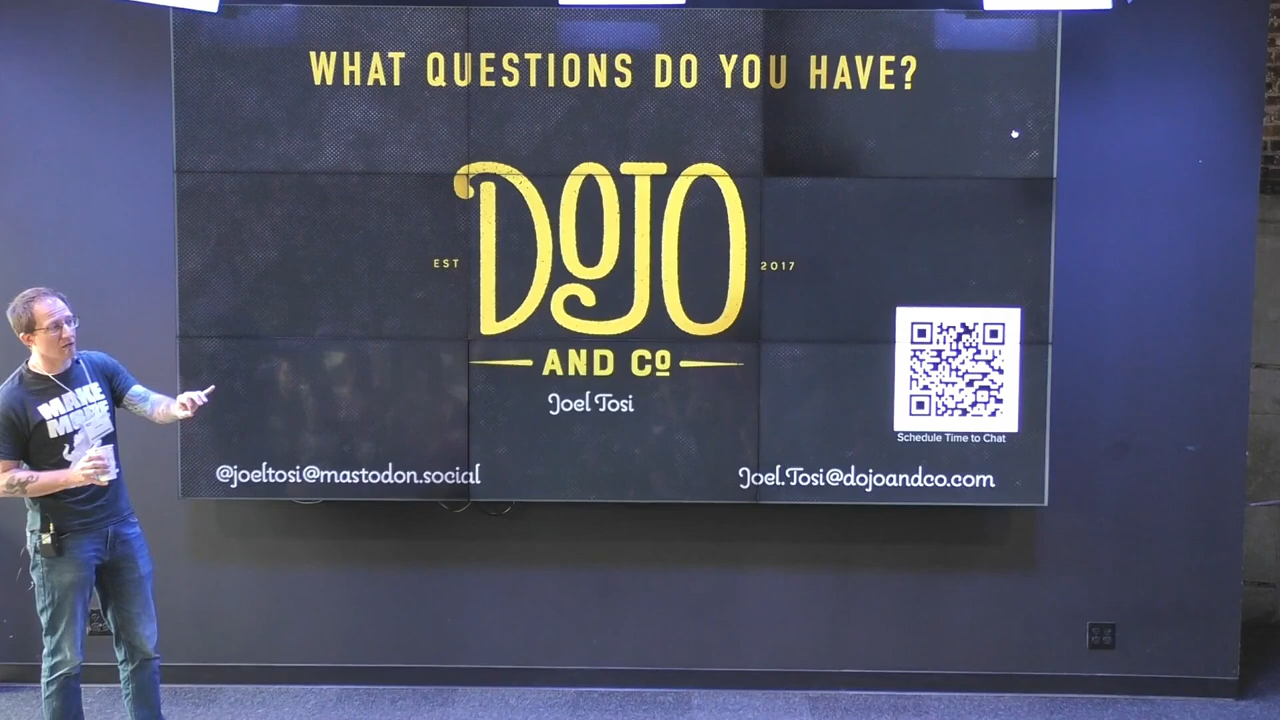 WHAT QUESTIONS DO YOU HAVE?
EST
DOJO
2017
AND CO
Joel Tosi
Schedule Time to Chat
@joeltosi@mastodon.social
Joel.Tosi@dojoandco.com
MAKE